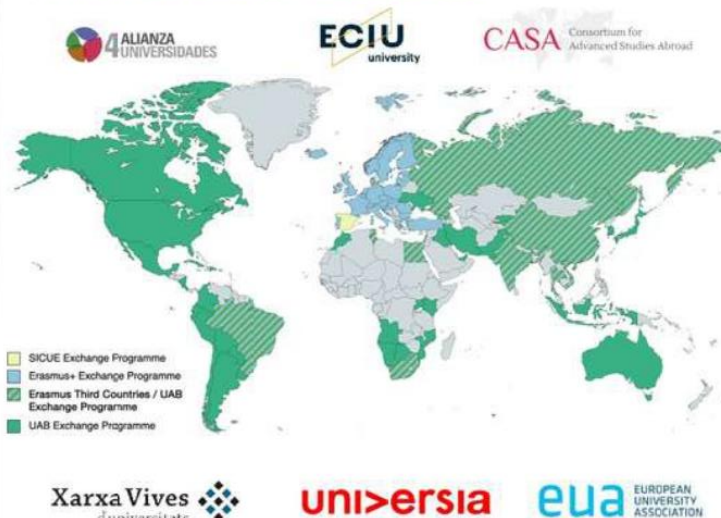 4 ALIANZA
UNIVERSIDADES
ECIU
university
CASA
Consortium for
Advanced Studies Abroad
SICUE Exchange Programme
Erasmus+ Exchange Programme
Erasmus Third Countries / UAB
Exchange Programme
UAB Exchange Programme
Xarxa Vives
d'universitats
uni>ersia
eua
EUROPEAN
UNIVERSITY
ASSOCIATION